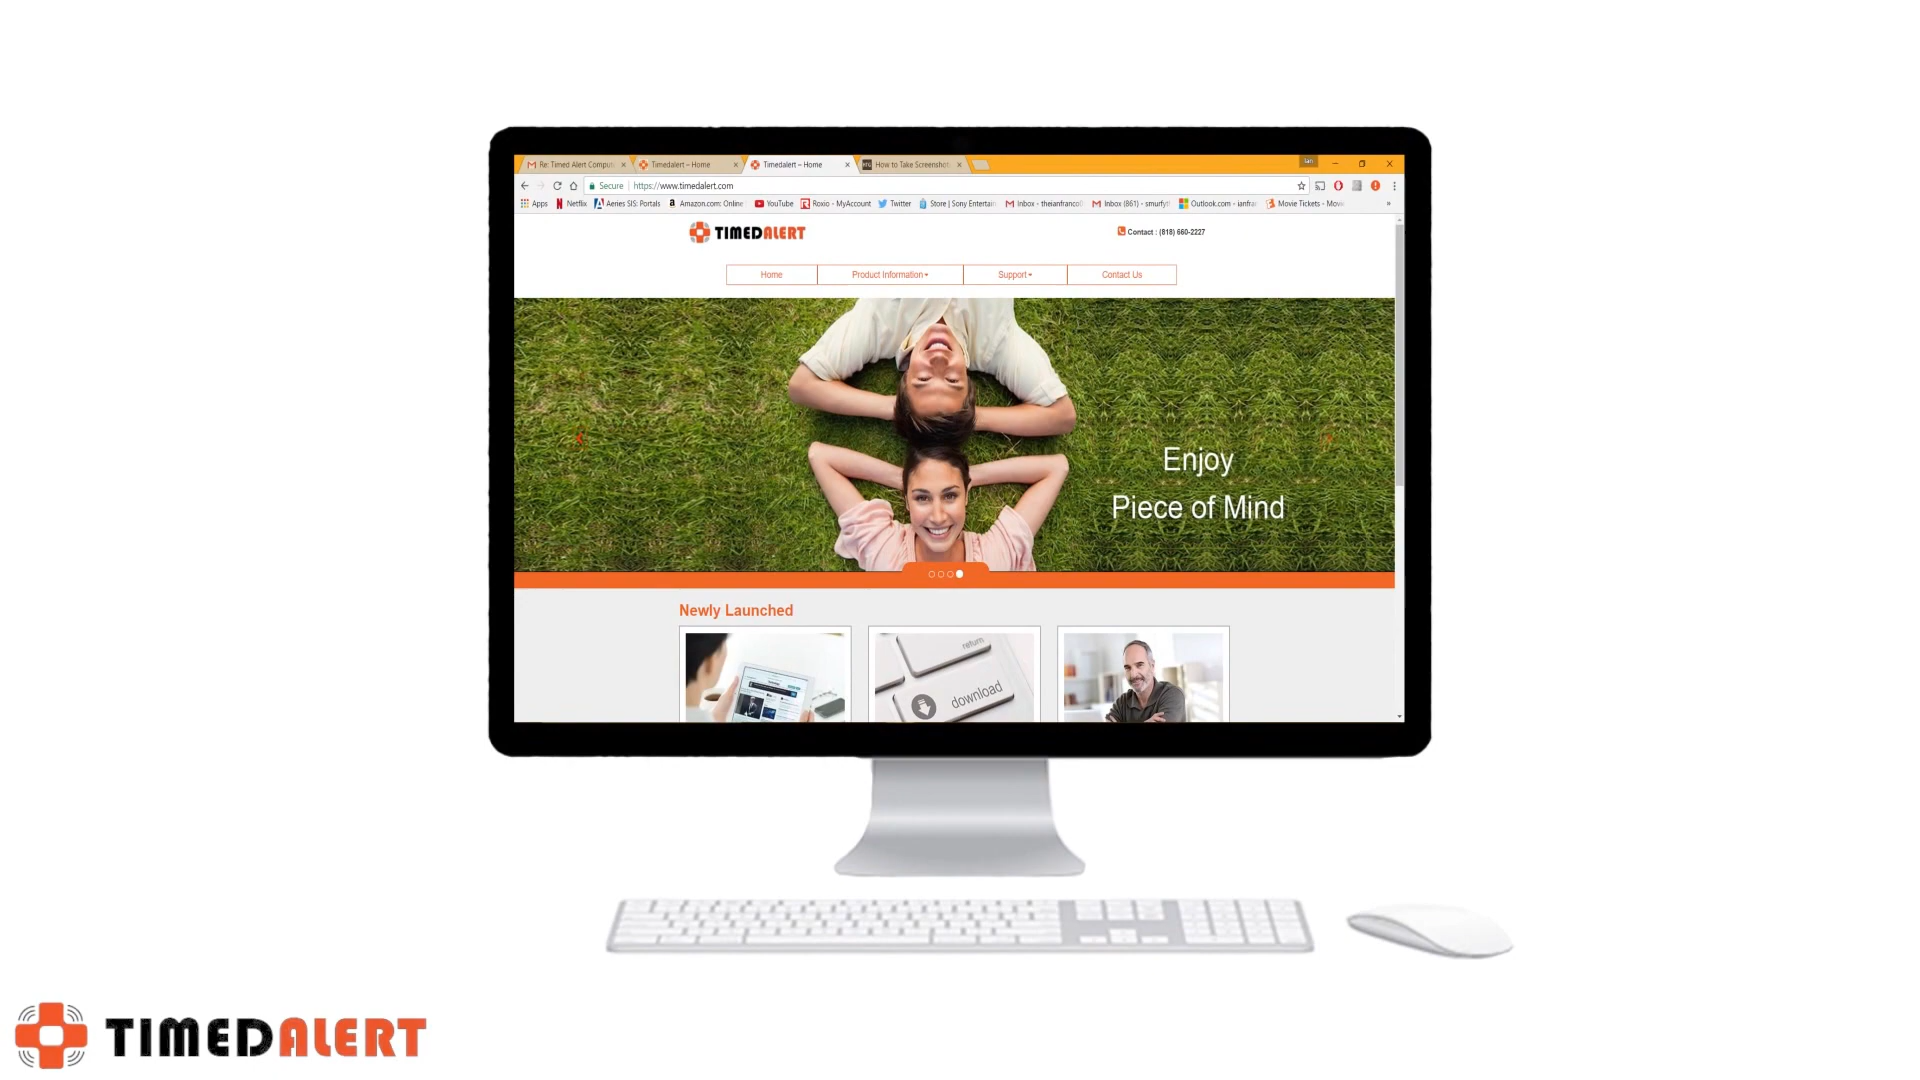 Re: Timed Alert Comput
Timedalert – Home
Timedalert – Home
How to Take Screenshot
Ian
Secure
https://www.timedalert.com
Apps
Netflix
Aeries SIS: Portals
Amazon.com: Online
YouTube
Roxio - MyAccount
Twitter
Store | Sony Entertain
Inbox - theianfranco0
Inbox (861) - smurfyt
Outlook.com - ianfra
Movie Tickets - Movie
»
TIMEDALERT
Contact : (818) 660-2227
Home
Product Information
Support
Contact Us
Enjoy
Piece of Mind
Newly Launched
return
download
TIMEDALERT